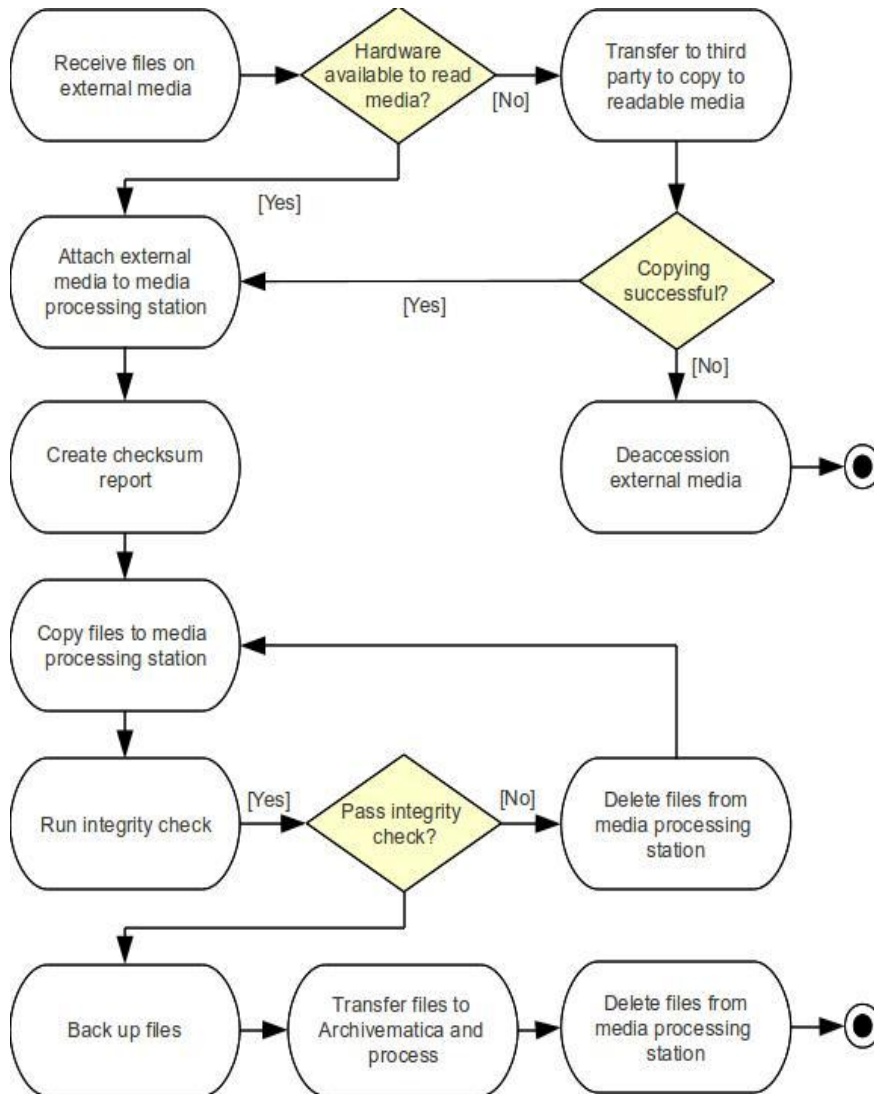 Receive files on
external media
Hardware
available to read
media?
[No]
Transfer to third
party to copy to
readable media
[Yes]
Attach external
media to media
processing station
[Yes]
Copying
successful?
[No]
Create checksum
report
Deaccession
external media
Copy files to media
processing station
Run integrity check
[Yes]
Pass integrity
check?
[No]
Delete files from
media processing
station
Back up files
Transfer files to
Archivematica and
process
Delete files from
media processing
station